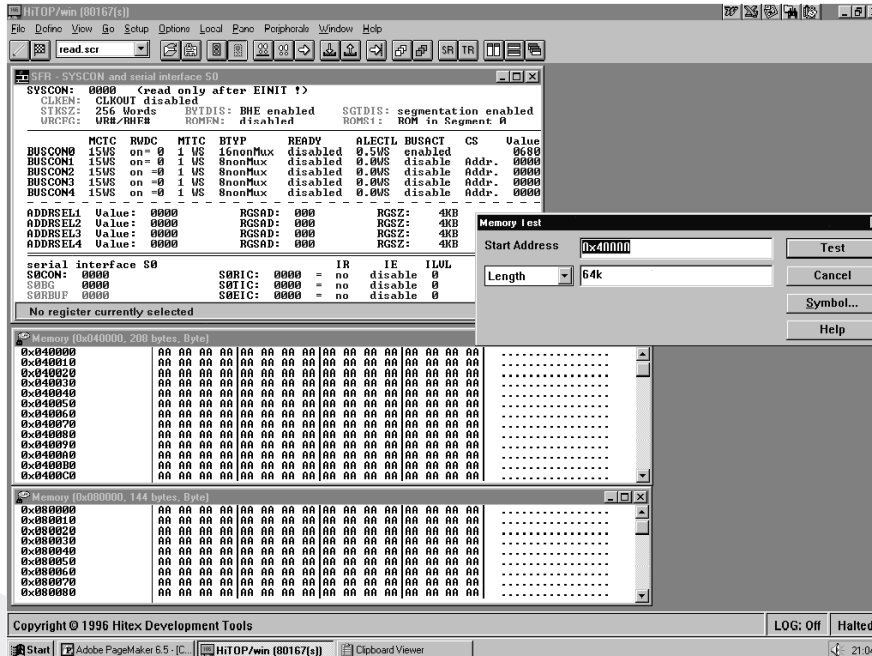 HiTOP/win (80167(s))
File Define View Go Setup Options Local Pane Peripherals Window Help
read.scr SR TR
SFR - SYSCON and serial interface S0
SYSCON: 0000 (read only after EINIT !)
CLKEN: CLKOUT disabled
STKSZ: 256 Words BYTDIS: BHE enabled SGTDIS: segmentation enabled
WRCFG: WR#/BHE# ROMEN: disabled ROMS1: ROM in Segment 0
MCTC RWDC MTTC BTYP READY ALECTL BUSACT CS Value
BUSCON0 15WS on= 0 1 WS 16nonMux disabled 0.5WS enabled 0680
BUSCON1 15WS on= 0 1 WS 8nonMux disabled 0.0WS disable Addr. 0000
BUSCON2 15WS on =0 1 WS 8nonMux disabled 0.0WS disable Addr. 0000
BUSCON3 15WS on =0 1 WS 8nonMux disabled 0.0WS disable Addr. 0000
BUSCON4 15WS on =0 1 WS 8nonMux disabled 0.0WS disable Addr. 0000
ADDRSEL1 Value: 0000 RGSAD: 000 RGSZ: 4KB
ADDRSEL2 Value: 0000 RGSAD: 000 RGSZ: 4KB
ADDRSEL3 Value: 0000 RGSAD: 000 RGSZ: 4KB
ADDRSEL4 Value: 0000 RGSAD: 000 RGSZ: 4KB
serial interface S0 IR IE ILVL
S0CON: 0000 S0RIC: 0000 = no disable 0
S0BG 0000 S0TIC: 0000 = no disable 0
S0RBUF 0000 S0EIC: 0000 = no disable 0
No register currently selected
Memory Test
Start Address 0x40000 Test
Length 64k Cancel
Symbol...
Help
Memory (0x040000, 208 bytes, Byte)
0x040000 AA AA AA AA AA AA AA AA AA AA AA AA AA AA AA AA ................
0x040010 AA AA AA AA AA AA AA AA AA AA AA AA AA AA AA AA ................
0x040020 AA AA AA AA AA AA AA AA AA AA AA AA AA AA AA AA ................
0x040030 AA AA AA AA AA AA AA AA AA AA AA AA AA AA AA AA ................
0x040040 AA AA AA AA AA AA AA AA AA AA AA AA AA AA AA AA ................
0x040050 AA AA AA AA AA AA AA AA AA AA AA AA AA AA AA AA ................
0x040060 AA AA AA AA AA AA AA AA AA AA AA AA AA AA AA AA ................
0x040070 AA AA AA AA AA AA AA AA AA AA AA AA AA AA AA AA ................
0x040080 AA AA AA AA AA AA AA AA AA AA AA AA AA AA AA AA ................
0x040090 AA AA AA AA AA AA AA AA AA AA AA AA AA AA AA AA ................
0x0400A0 AA AA AA AA AA AA AA AA AA AA AA AA AA AA AA AA ................
0x0400B0 AA AA AA AA AA AA AA AA AA AA AA AA AA AA AA AA ................
0x0400C0 AA AA AA AA AA AA AA AA AA AA AA AA AA AA AA AA ................
Memory (0x080000, 144 bytes, Byte)
0x080000 AA AA AA AA AA AA AA AA AA AA AA AA AA AA AA AA ................
0x080010 AA AA AA AA AA AA AA AA AA AA AA AA AA AA AA AA ................
0x080020 AA AA AA AA AA AA AA AA AA AA AA AA AA AA AA AA ................
0x080030 AA AA AA AA AA AA AA AA AA AA AA AA AA AA AA AA ................
0x080040 AA AA AA AA AA AA AA AA AA AA AA AA AA AA AA AA ................
0x080050 AA AA AA AA AA AA AA AA AA AA AA AA AA AA AA AA ................
0x080060 AA AA AA AA AA AA AA AA AA AA AA AA AA AA AA AA ................
0x080070 AA AA AA AA AA AA AA AA AA AA AA AA AA AA AA AA ................
0x080080 AA AA AA AA AA AA AA AA AA AA AA AA AA AA AA AA ................
Copyright © 1996 Hitex Development Tools LOG: Off Halted
Start Adobe PageMaker 6.5 - [C... HiTOP/win (80167(s)) Clipboard Viewer 21:04